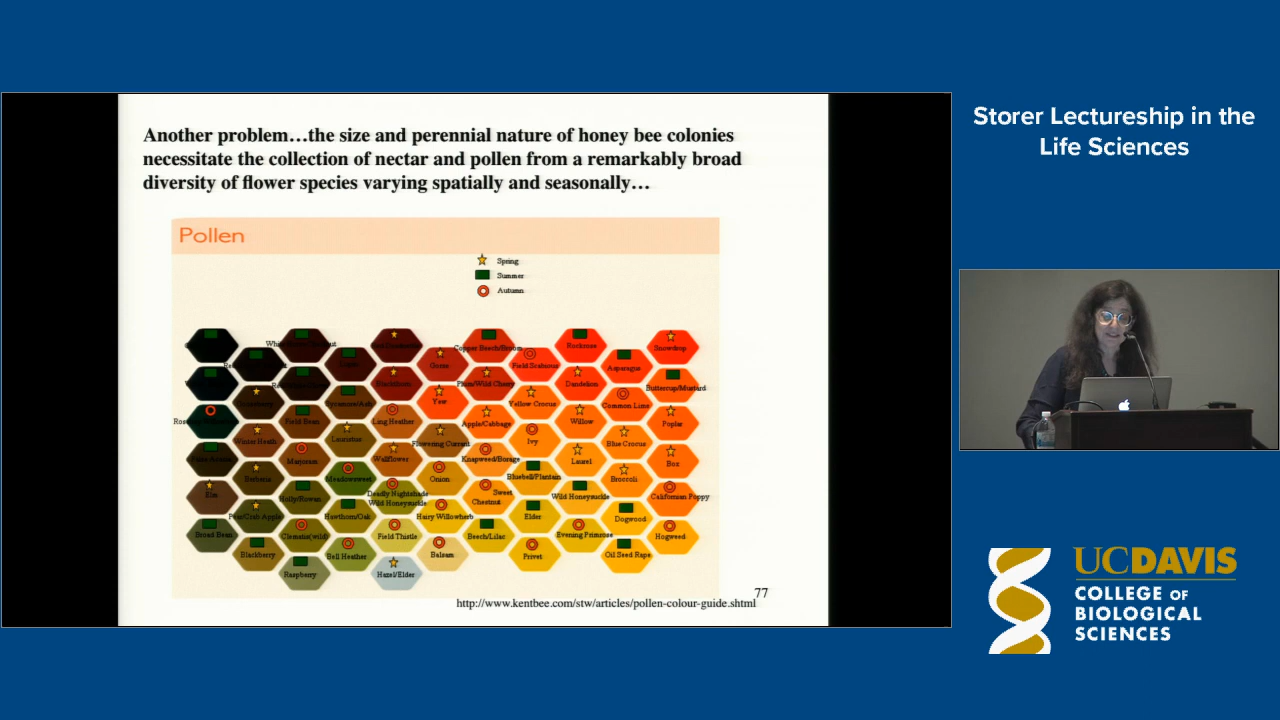 Another problem…the size and perennial nature of honey bee colonies
necessitate the collection of nectar and pollen from a remarkably broad
diversity of flower species varying spatially and seasonally…
Pollen
Spring
Summer
Autumn
Copper Beech/Broom
Rockrose
Snowdrop
Gorse
Field Scabious
Asparagus
Blackthorn
Plum/Wild Cherry
Dandelion
Buttercup/Mustard
Sycamore/Ash
Yew
Yellow Crocus
Common Lime
Field Bean
Ling Heather
Apple/Cabbage
Willow
Poplar
Winter Heath
Flowering Currant
Ivy
Blue Crocus
Marjoram
Wallflower
Knapweed/Borage
Laurel
Box
Meadowsweet
Onion
Bluebell/Plantain
Broccoli
Elm
Holly/Rowan
Deadly Nightshade
Wild Honeysuckle
Sweet
Chestnut
Wild Honeysuckle
Californian Poppy
Pear/Crab Apple
Hawthorn/Oak
Hairy Willowherb
Elder
Dogwood
Broad Bean
Clematis(wild)
Field Thistle
Beech/Lilac
Evening Primrose
Hogweed
Blackberry
Bell Heather
Balsam
Privet
Oil Seed Rape
Raspberry
Hazel/Elder
77
http://www.kentbee.com/stw/articles/pollen-colour-guide.shtml
Storer Lectureship in the
Life Sciences
UCDAVIS
COLLEGE OF
BIOLOGICAL
SCIENCES